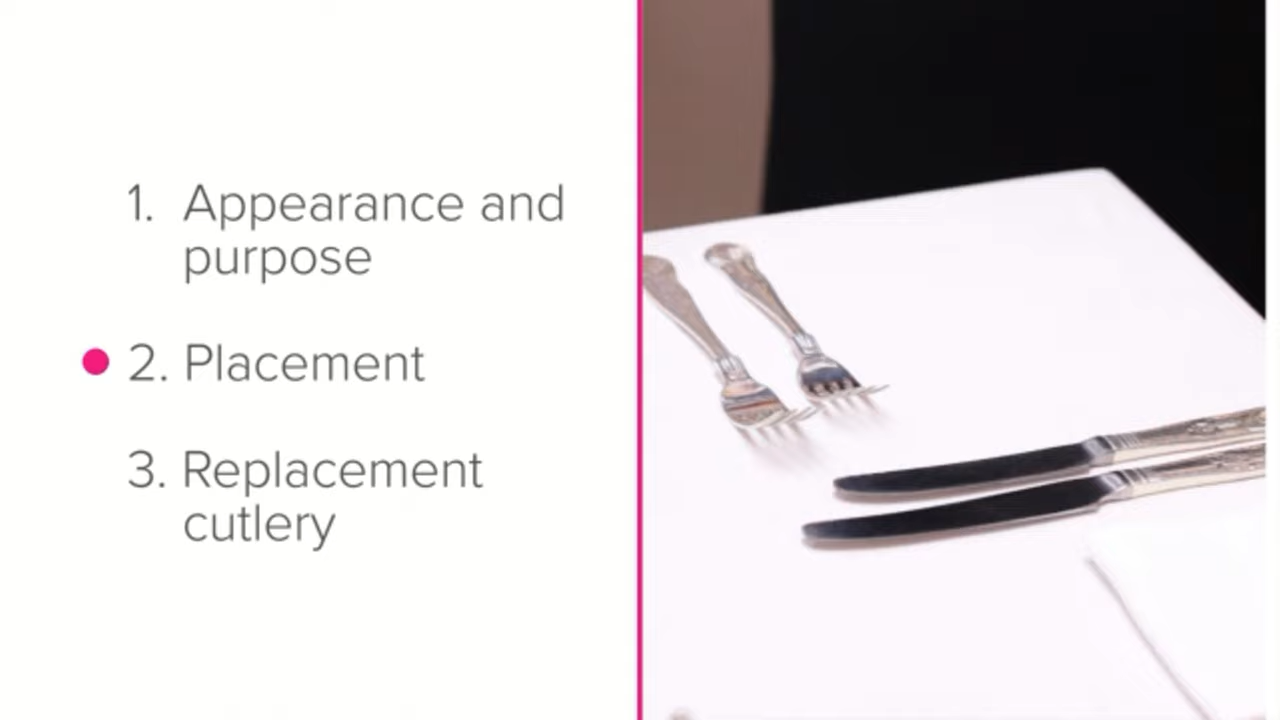 1. Appearance and
purpose
2. Placement
3. Replacement
cutlery